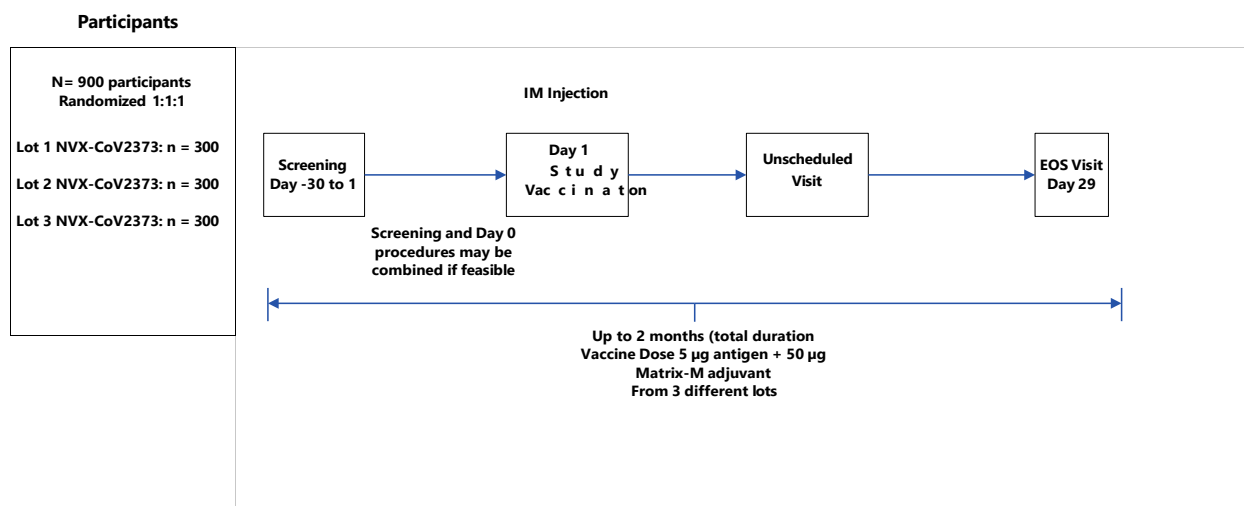 Participants
N= 900 participants
Randomized 1:1:1
Lot 1 NVX-CoV2373: n = 300
Lot 2 NVX-CoV2373: n = 300
Lot 3 NVX-CoV2373: n = 300
IM Injection
Screening
Day -30 to 1
Day 1
Study
Vaccinaton
Unscheduled
Visit
EOS Visit
Day 29
Screening and Day 0
procedures may be
combined if feasible
Up to 2 months (total duration
Vaccine Dose 5 µg antigen + 50 µg
Matrix-M adjuvant
From 3 different lots